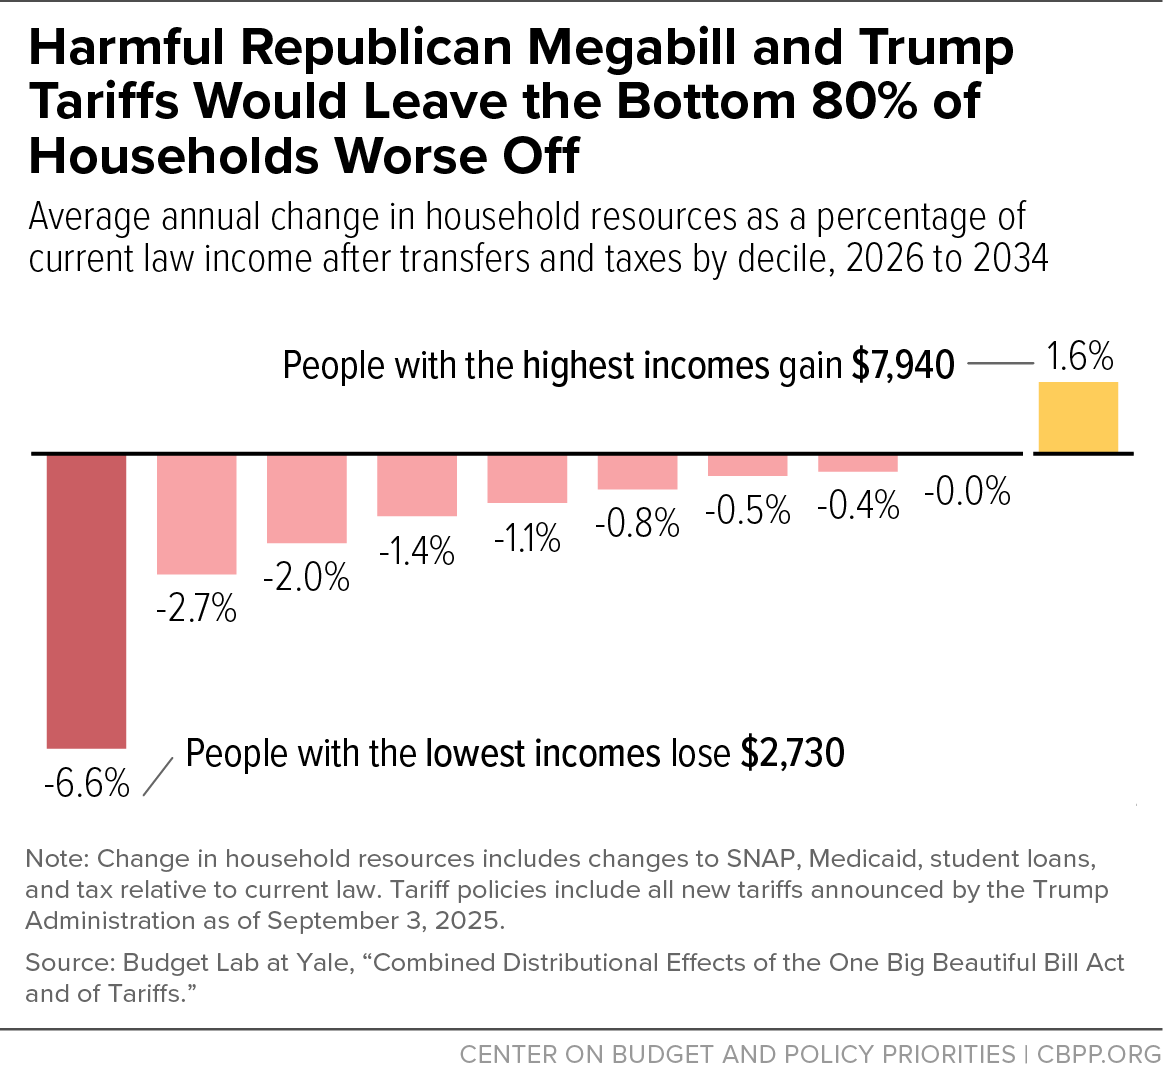 Harmful Republican Megabill and Trump
Tariffs Would Leave the Bottom 80% of
Households Worse Off
Average annual change in household resources as a percentage of
current law income after transfers and taxes by decile, 2026 to 2034
People with the highest incomes gain $7,940
1.6%
-6.6%
-2.7%
-2.0%
-1.4%
-1.1%
-0.8%
-0.5%
-0.4%
-0.0%
People with the lowest incomes lose $2,730
Note: Change in household resources includes changes to SNAP, Medicaid, student loans,
and tax relative to current law. Tariff policies include all new tariffs announced by the Trump
Administration as of September 3, 2025.
Source: Budget Lab at Yale, “Combined Distributional Effects of the One Big Beautiful Bill Act
and of Tariffs.”
CENTER ON BUDGET AND POLICY PRIORITIES | CBPP.ORG